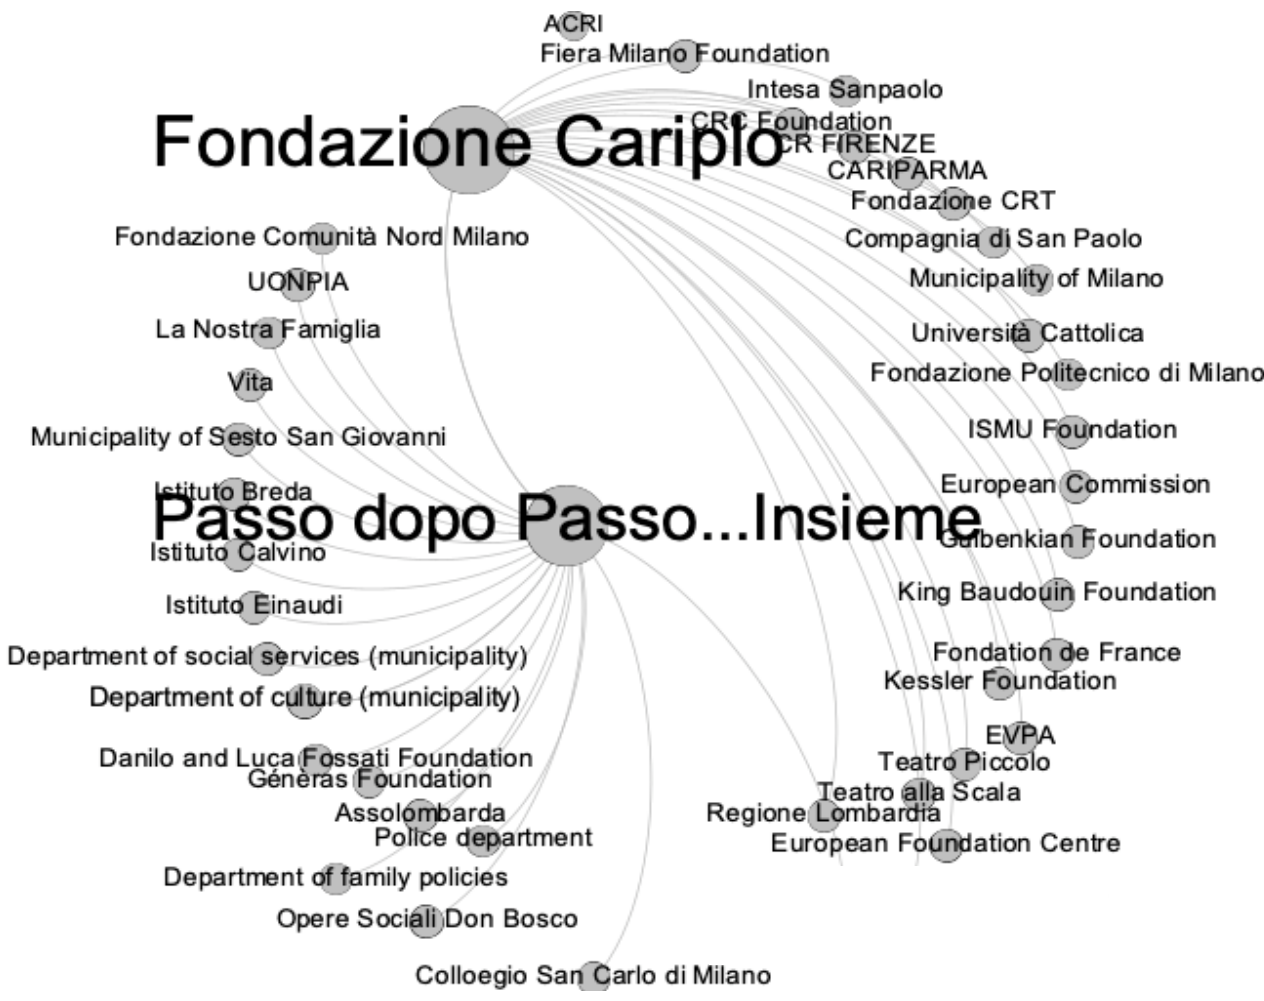 ACRI
Fiera Milano Foundation
Intesa Sanpaolo
CRC Foundation
Fondazione Cariplo
CR FIRENZE
CARIPARMA
Fondazione CRT
Fondazione Comunità Nord Milano
Compagnia di San Paolo
UONPIA
Municipality of Milano
La Nostra Famiglia
Università Cattolica
Vita
Fondazione Politecnico di Milano
Municipality of Sesto San Giovanni
ISMU Foundation
Istituto Breda
European Commission
Passo dopo Passo...Insieme
Gulbenkian Foundation
Istituto Calvino
King Baudouin Foundation
Istituto Einaudi
Department of social services (municipality)
Fondation de France
Kessler Foundation
Department of culture (municipality)
EVPA
Danilo and Luca Fossati Foundation
Teatro Piccolo
Génèras Foundation
Teatro alla Scala
Assolombarda
Regione Lombardia
Police department
European Foundation Centre
Department of family policies
Opere Sociali Don Bosco
Colloegio San Carlo di Milano